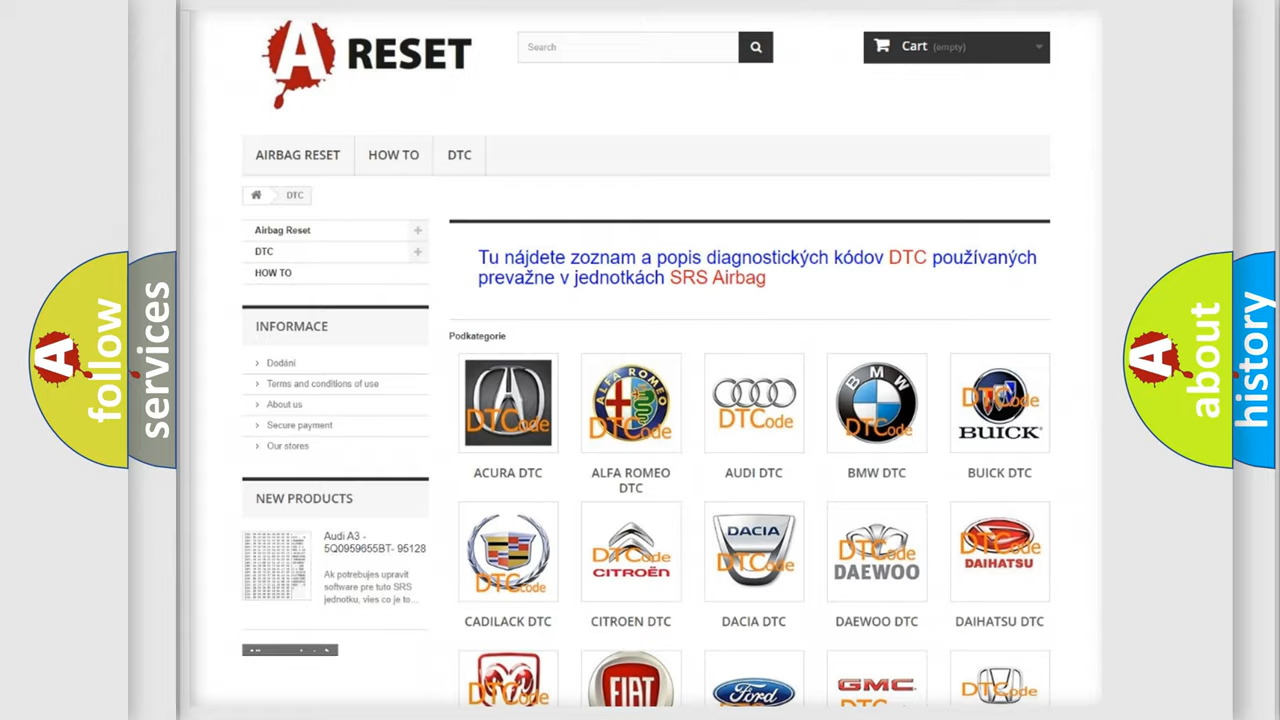 A RESET
Search
Cart (empty)
AIRBAG RESET
HOW TO
DTC
DTC
Airbag Reset
DTC
HOW TO
INFORMACE
Dodání
Terms and conditions of use
About us
Secure payment
Our stores
NEW PRODUCTS
Audi A3 -
5Q0959655BT- 95128
Ak potrebujes upravit
software pre tuto SRS
jednotku, vies co je to...
Tu nájdete zoznam a popis diagnostických kódov DTC používaných
prevažne v jednotkách SRS Airbag
Podkategorie
DTCode
ALFA ROMEO
DTCode
DTCode
BMW
DTCode
DTCode
BUICK
ACURA DTC
ALFA ROMEO
DTC
AUDI DTC
BMW DTC
BUICK DTC
DTCode
DTCode
CITROËN
DACIA
DTCode
DTCode
DAEWOO
DTCode
DAIHATSU
CADILACK DTC
CITROEN DTC
DACIA DTC
DAEWOO DTC
DAIHATSU DTC
DTCode
FIAT
Ford
GMC
DTCode
A follow
services
A about
history